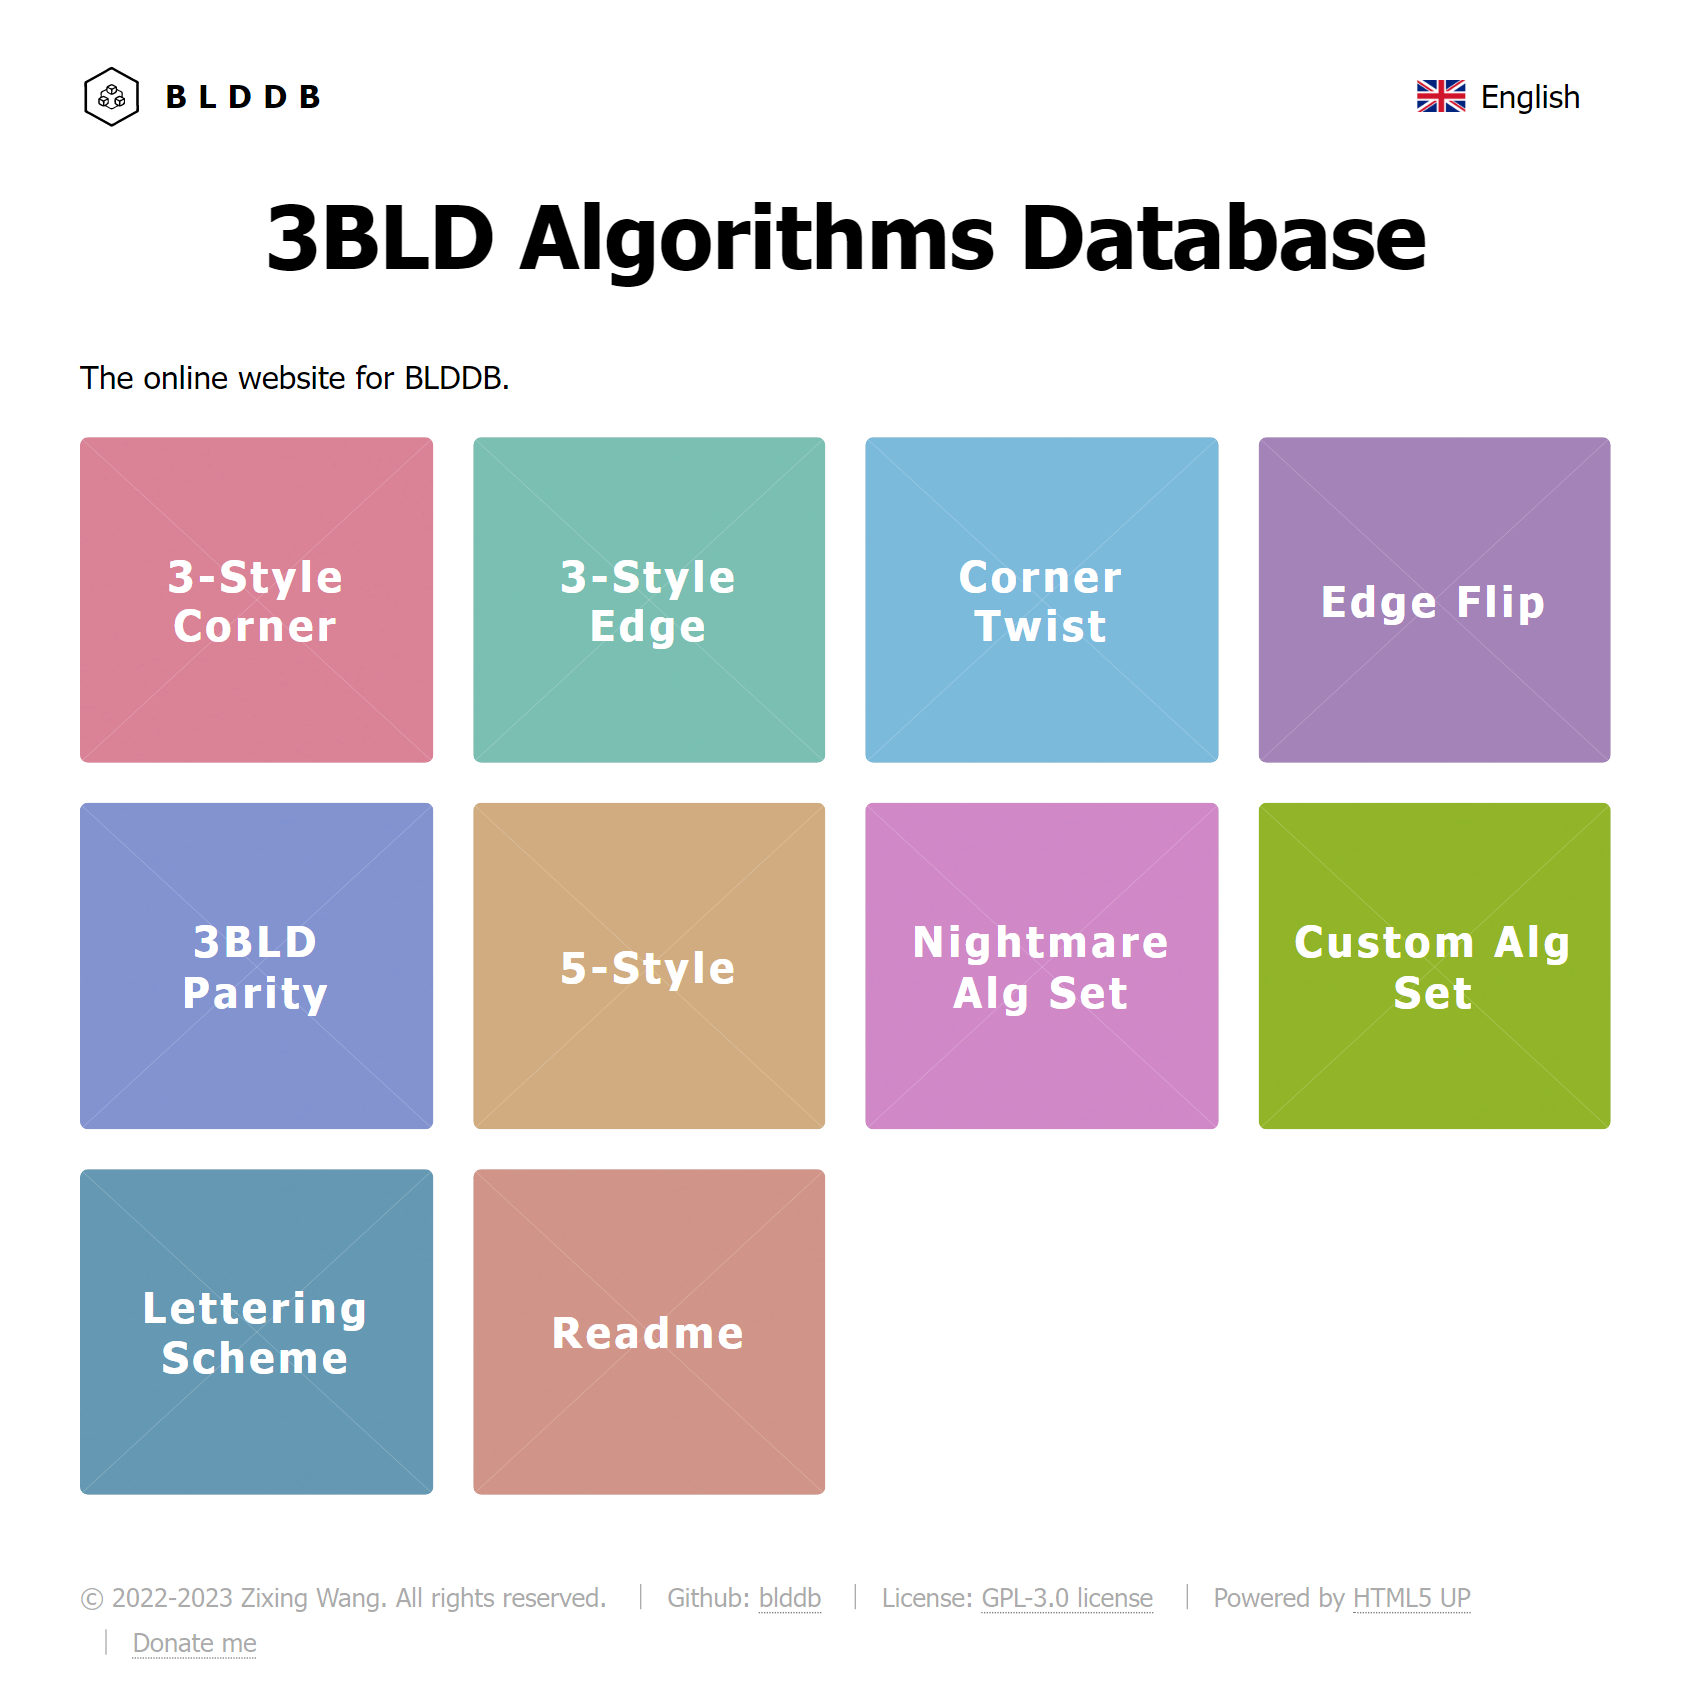 BLDDB
English
3BLD Algorithms Database
The online website for BLDDB.
3-Style
Corner
3-Style
Edge
Corner
Twist
Edge Flip
3BLD
Parity
5-Style
Nightmare
Alg Set
Custom Alg
Set
Lettering
Scheme
Readme
© 2022-2023 Zixing Wang. All rights reserved. | Github: blddb | License: GPL-3.0 license | Powered by HTML5 UP
| Donate me